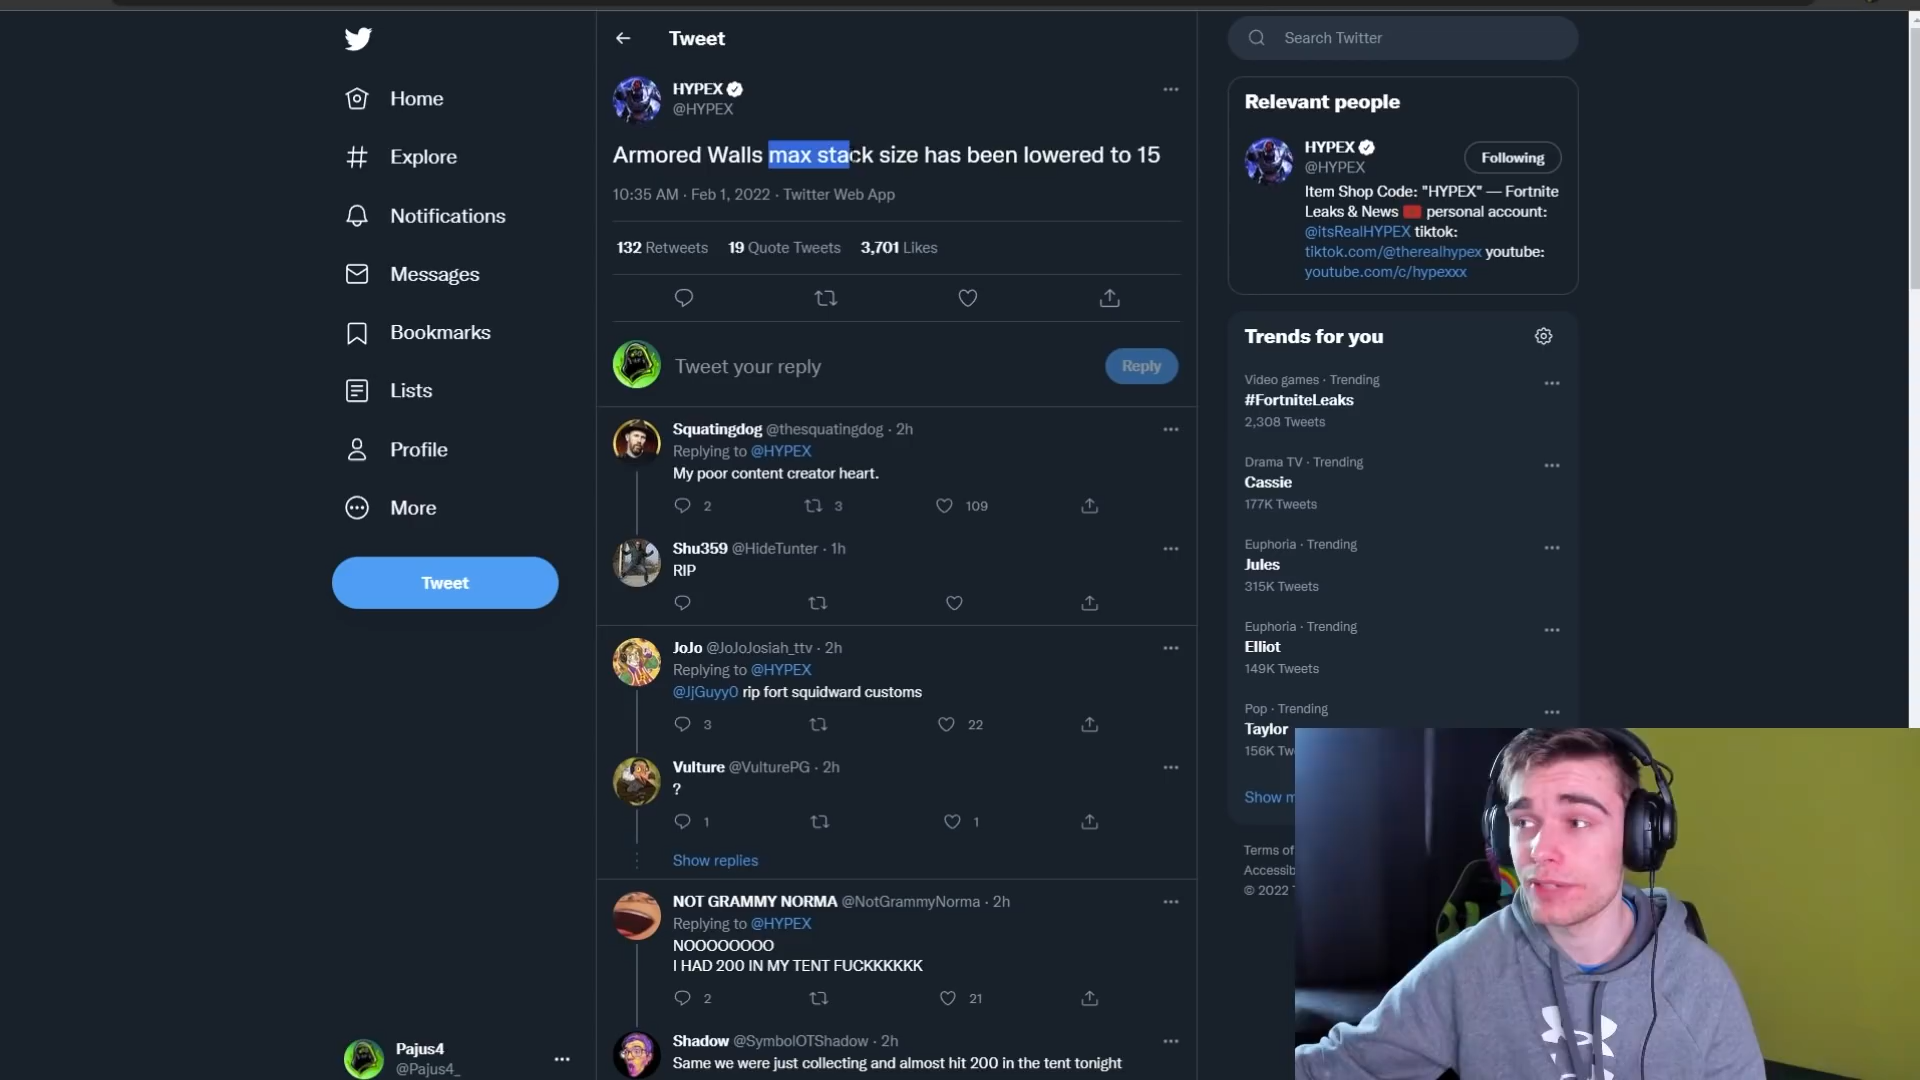 Home
Explore
Notifications
Messages
Bookmarks
Lists
Profile
More
Tweet
Pajus4
@Pajus4_
Tweet
HYPEX
@HYPEX
Armored Walls max stack size has been lowered to 15
10:35 AM · Feb 1, 2022 · Twitter Web App
132 Retweets 19 Quote Tweets 3,701 Likes
Tweet your reply
Reply
Squatingdog @thesquatingdog · 2h
Replying to @HYPEX
My poor content creator heart.
2 3 109
Shu359 @HideTunter · 1h
RIP
JoJo @JoJoJosiah_ttv · 2h
Replying to @HYPEX
@JjGuyy0 rip fort squidward customs
3 22
Vulture @VulturePG · 2h
?
1 1
Show replies
NOT GRAMMY NORMA @NotGrammyNorma · 2h
Replying to @HYPEX
NOOOOOOOO
I HAD 200 IN MY TENT FUCKKKKKK
2 21
Shadow @SymbolOTShadow · 2h
Same we were just collecting and almost hit 200 in the tent tonight
Search Twitter
Relevant people
HYPEX
@HYPEX
Following
Item Shop Code: "HYPEX" — Fortnite
Leaks & News personal account:
@itsRealHYPEX tiktok:
tiktok.com/@therealhypex youtube:
youtube.com/c/hypexxx
Trends for you
Video games · Trending
#FortniteLeaks
2,308 Tweets
Drama TV · Trending
Cassie
177K Tweets
Euphoria · Trending
Jules
315K Tweets
Euphoria · Trending
Elliot
149K Tweets
Pop · Trending
Taylor
156K Tw
Show m
Terms of
Accessib
© 2022